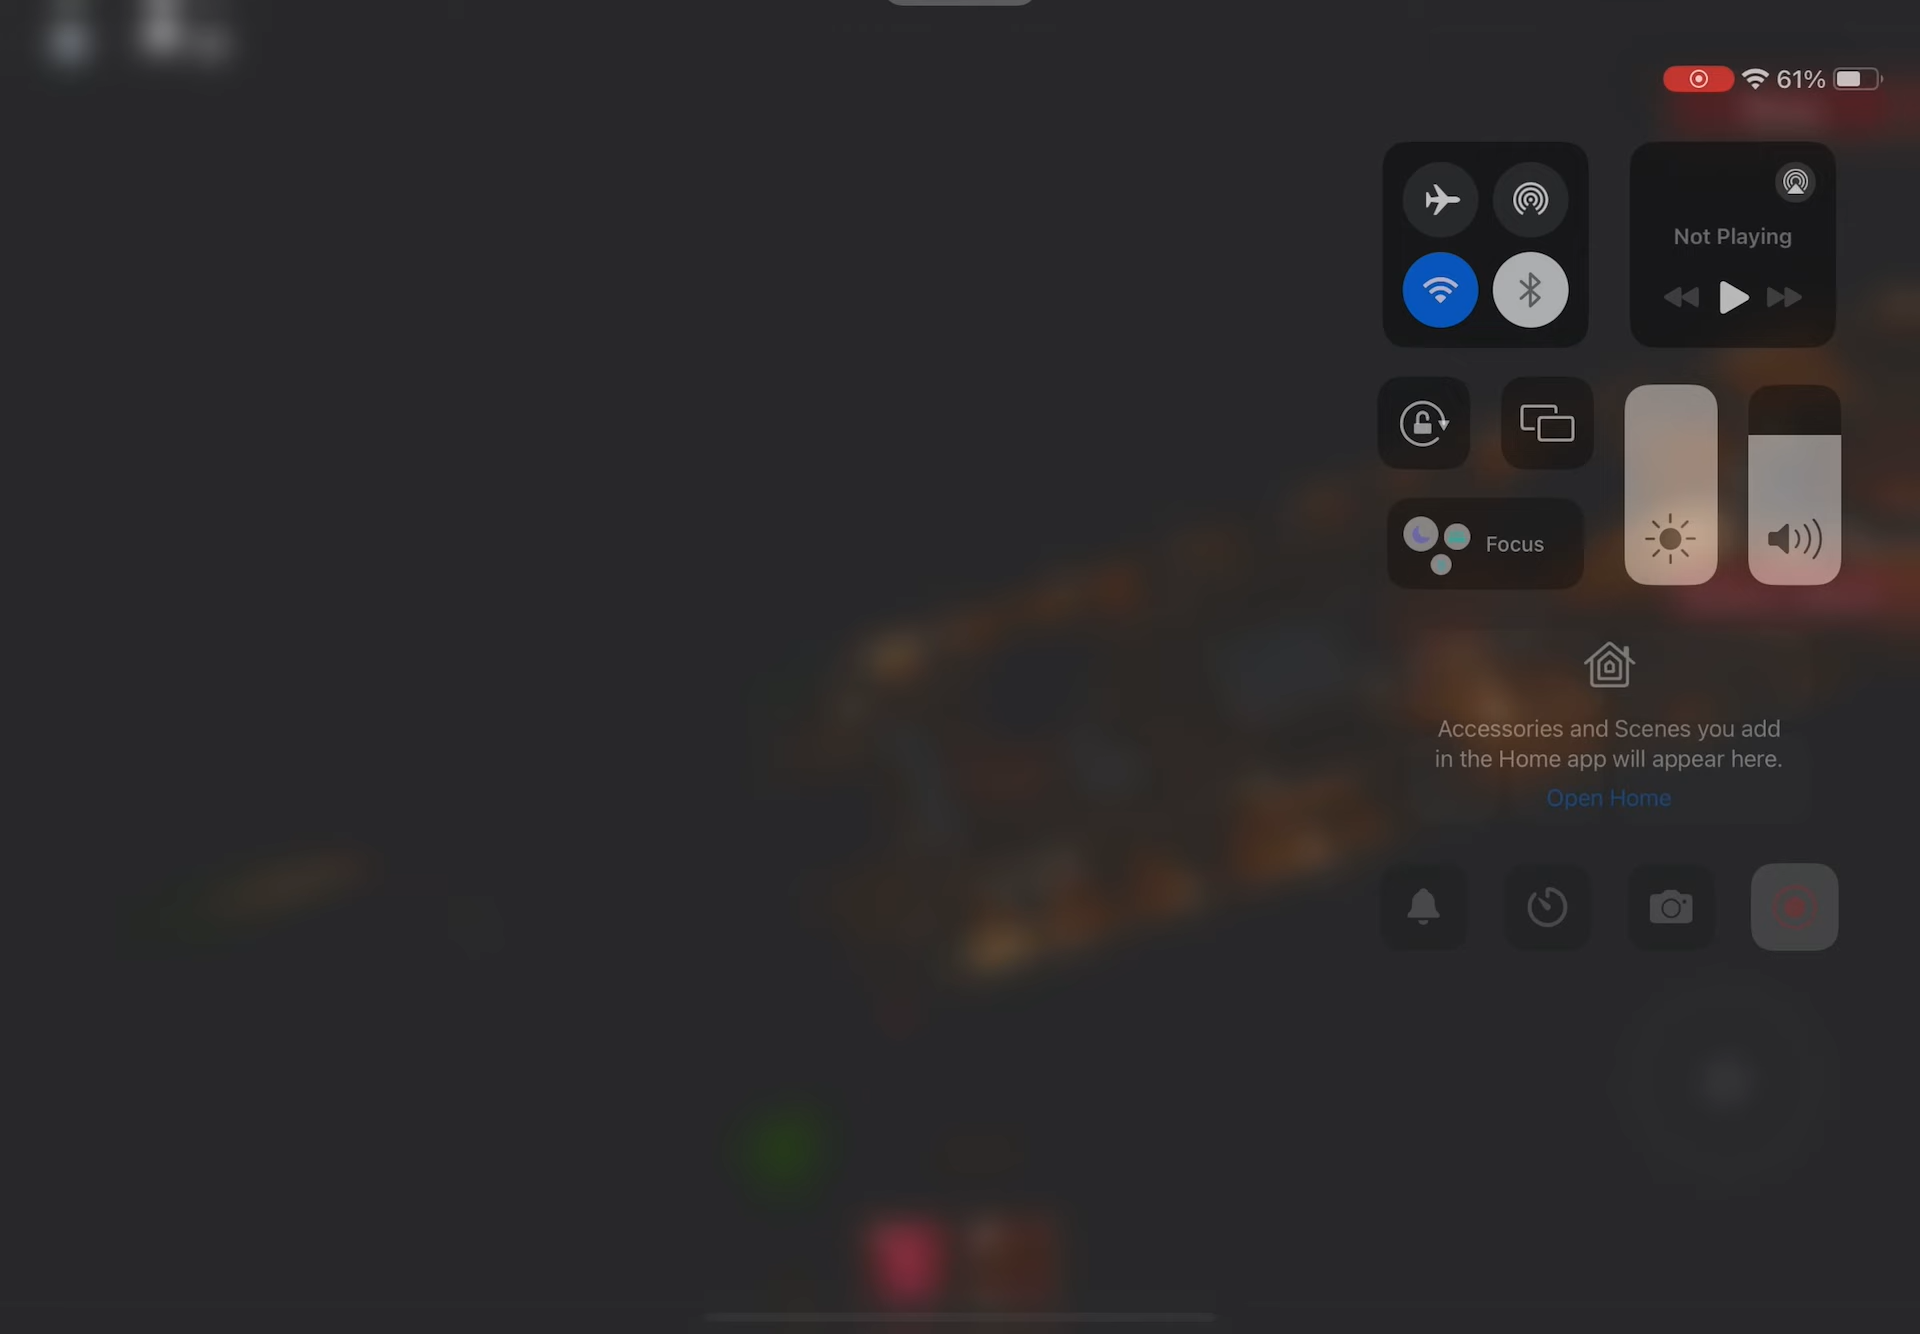 61%
Not Playing
Focus
Accessories and Scenes you add
in the Home app will appear here.
Open Home